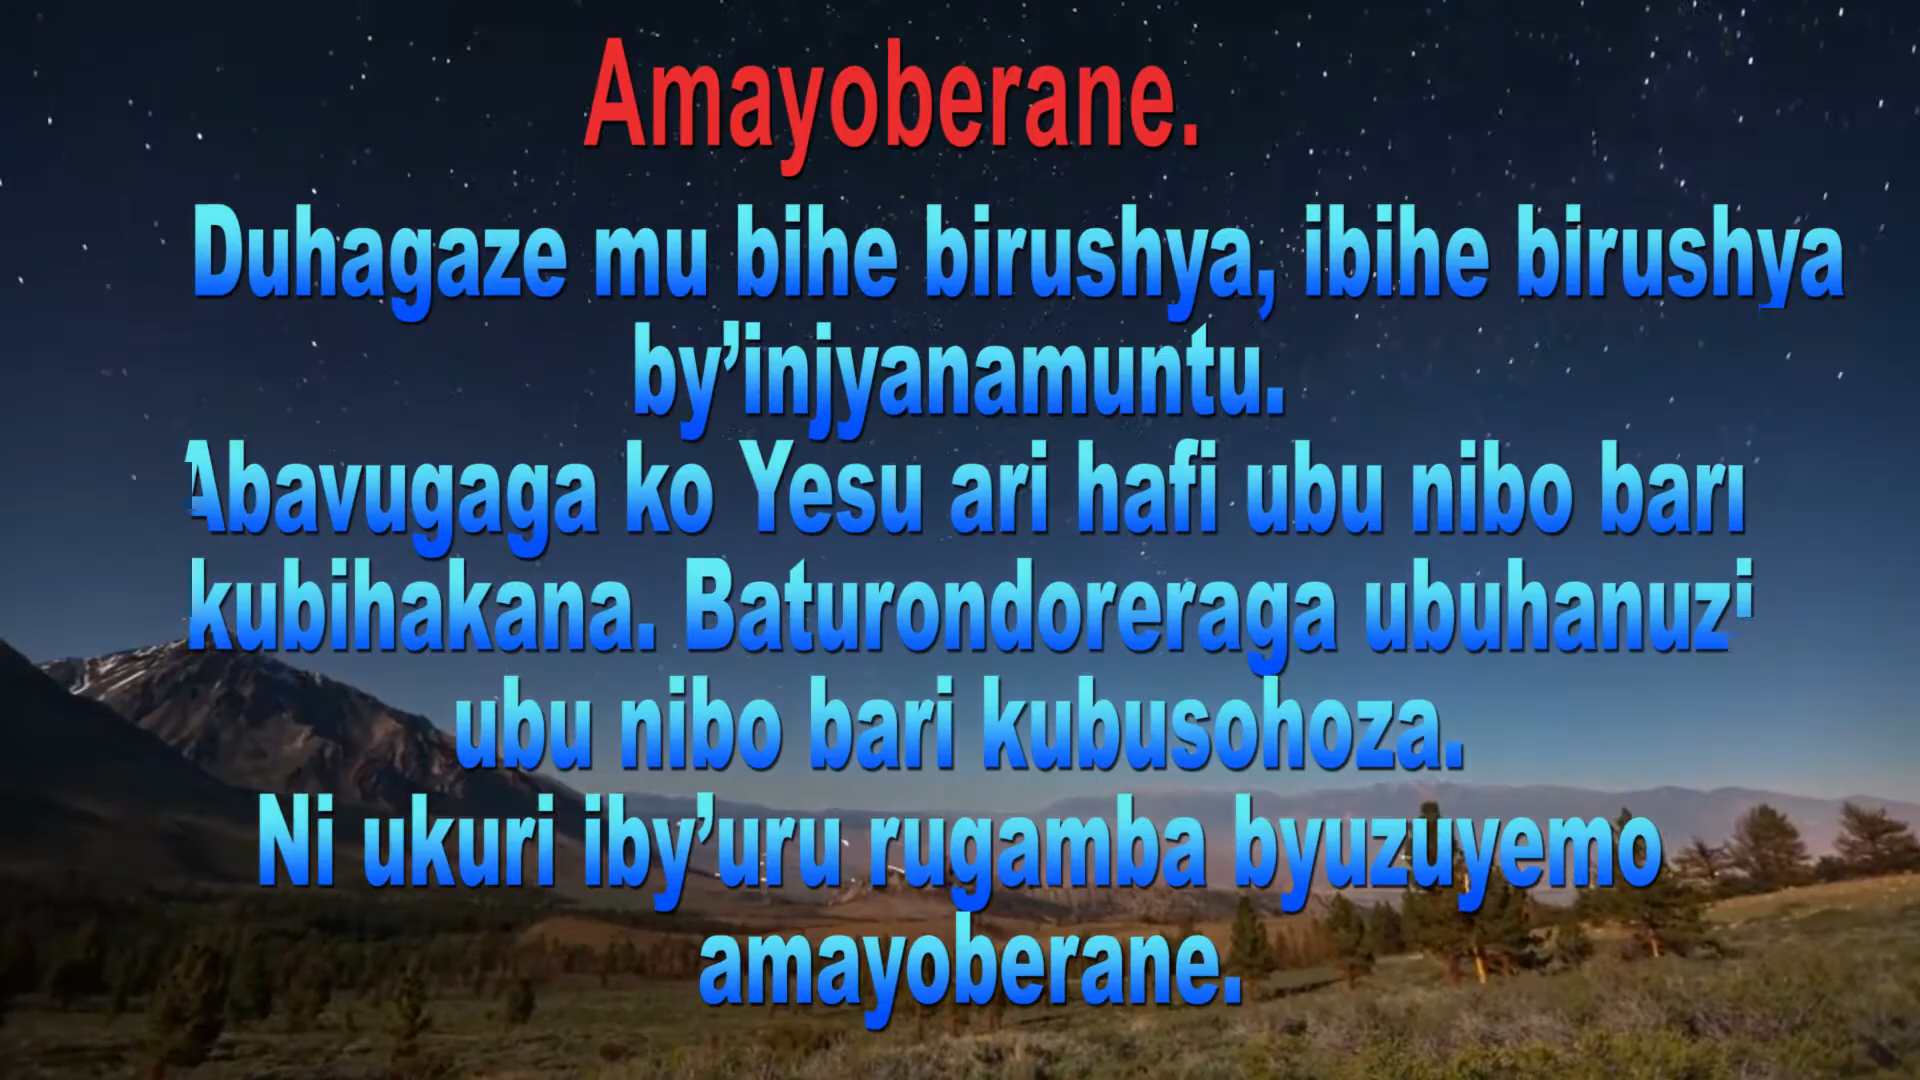 Amayoberane.
Duhagaze mu bihe birushya, ibihe birushya
by’injyanamuntu.
Abavugaga ko Yesu ari hafi ubu nibo bari
kubihakana. Baturondoreraga ubuhanuzi
ubu nibo bari kubusohoza.
Ni ukuri iby’uru rugamba byuzuyemo
amayoberane.